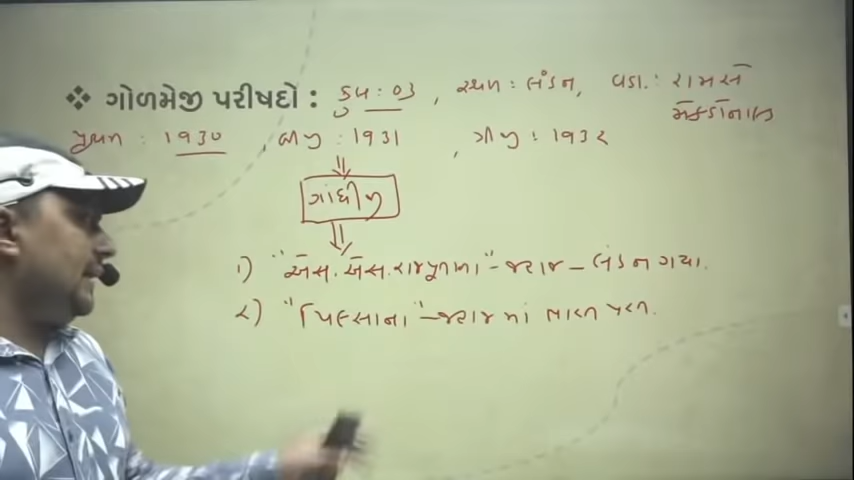 ❖ ગોળમેજી પરીષદો : કુલ : 03, સ્થળ : લંડન, વડા. : રામસે
મૅકડોનાલ્ડ
પ્રથમ : 1930, બીજી : 1931, ત્રીજી : 1932
ગાંધીજી
1) "એસ. એસ. રાજપૂતાના" - જહાજ - લંડન ગયા.
2) "પિલ્સાના" - જહાજ માં ભારત પરત.